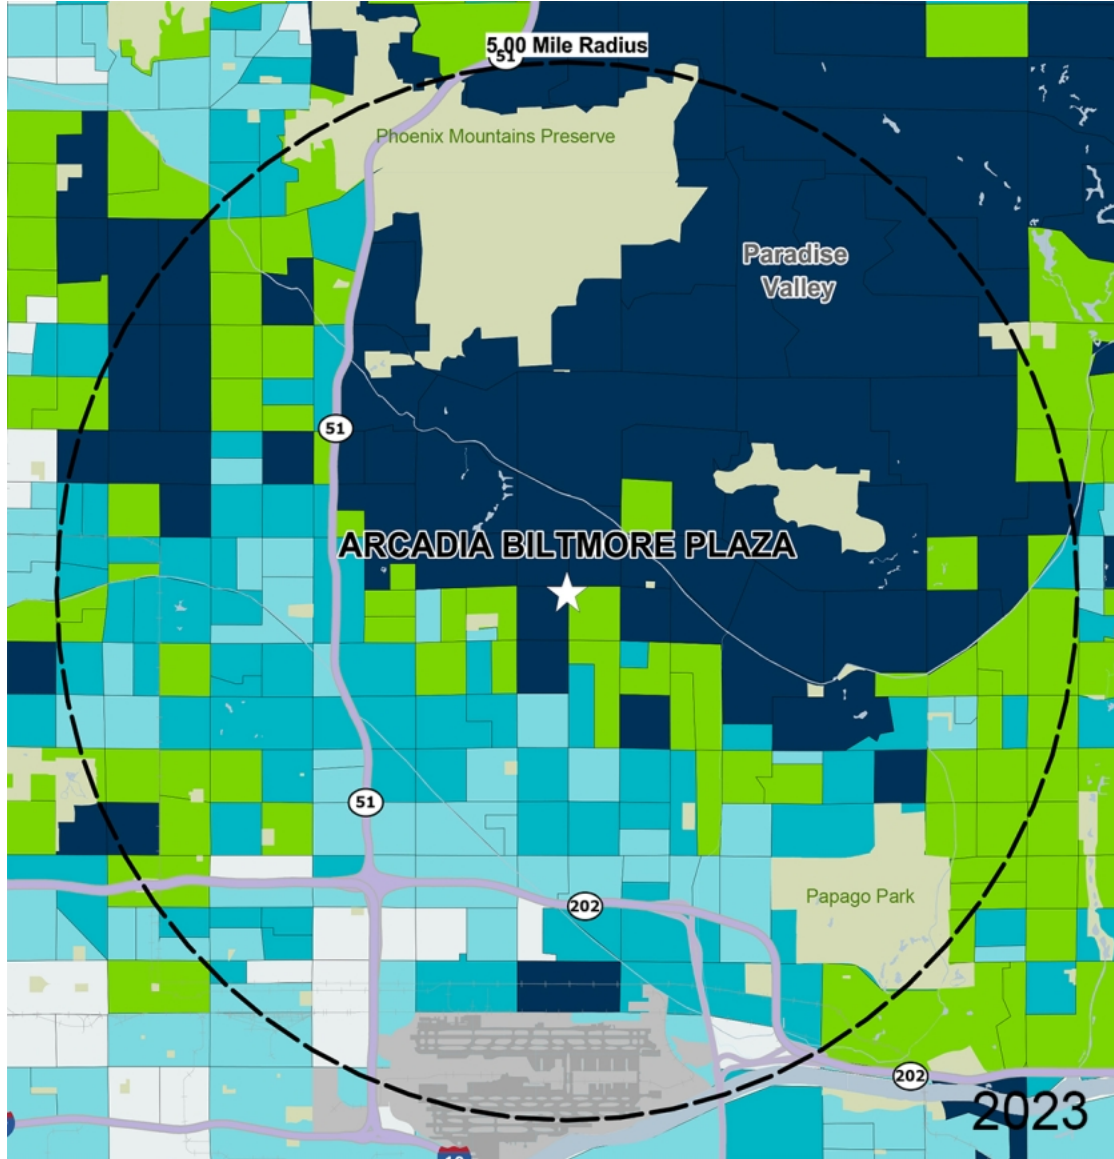 5.00 Mile Radius
51
Phoenix Mountains Preserve
Paradise
Valley
51
ARCADIA BILTMORE PLAZA
51
Papago Park
202
202
2023